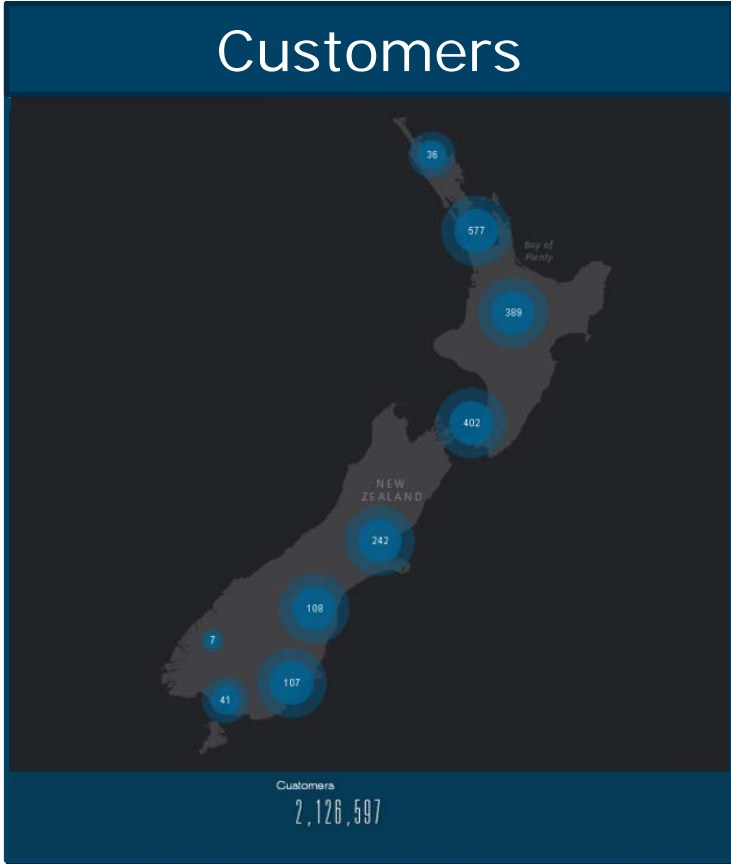 Customers
36
577
Bay of
Plenty
389
402
NEW
ZEALAND
242
108
7
107
41
Customers
2,126,597